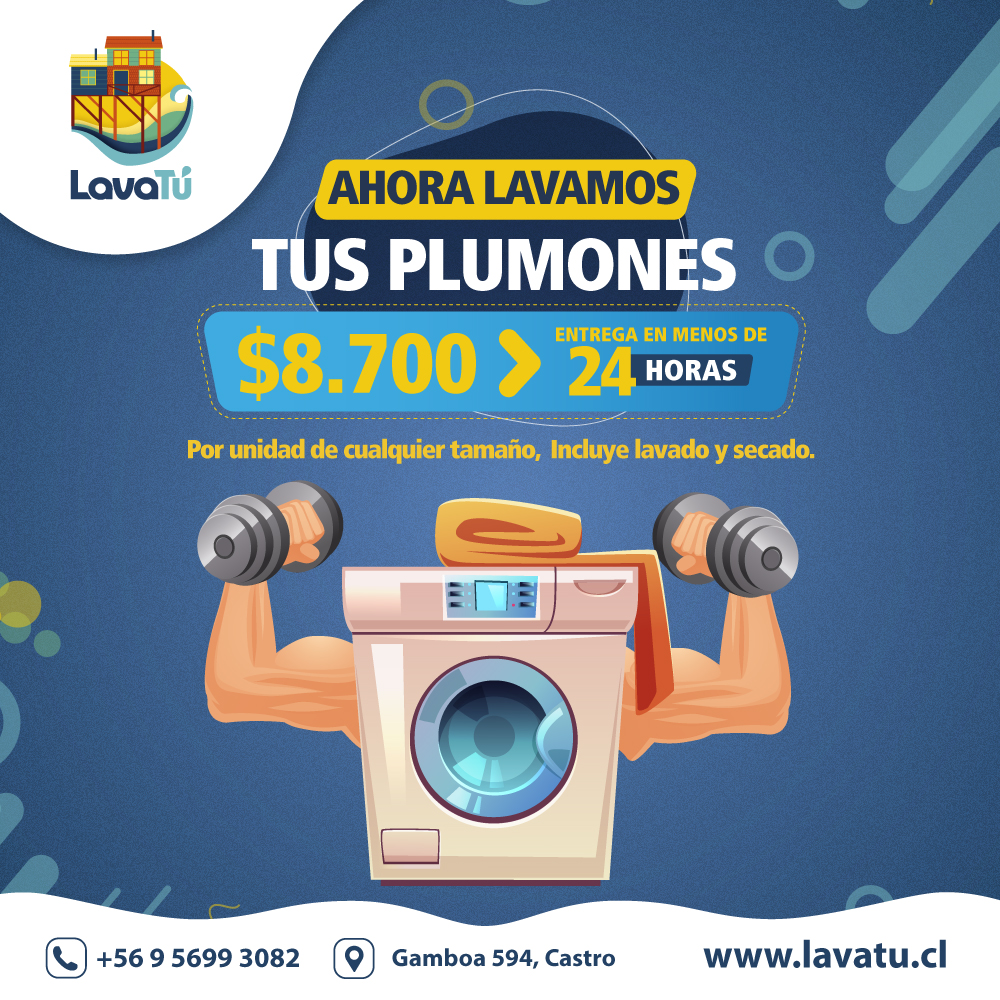 LavaTú
AHORA LAVAMOS
TUS PLUMONES
$8.700
ENTREGA EN MENOS DE
24 HORAS
Por unidad de cualquier tamaño, Incluye lavado y secado.
+56 9 5699 3082
Gamboa 594, Castro
www.lavatu.cl